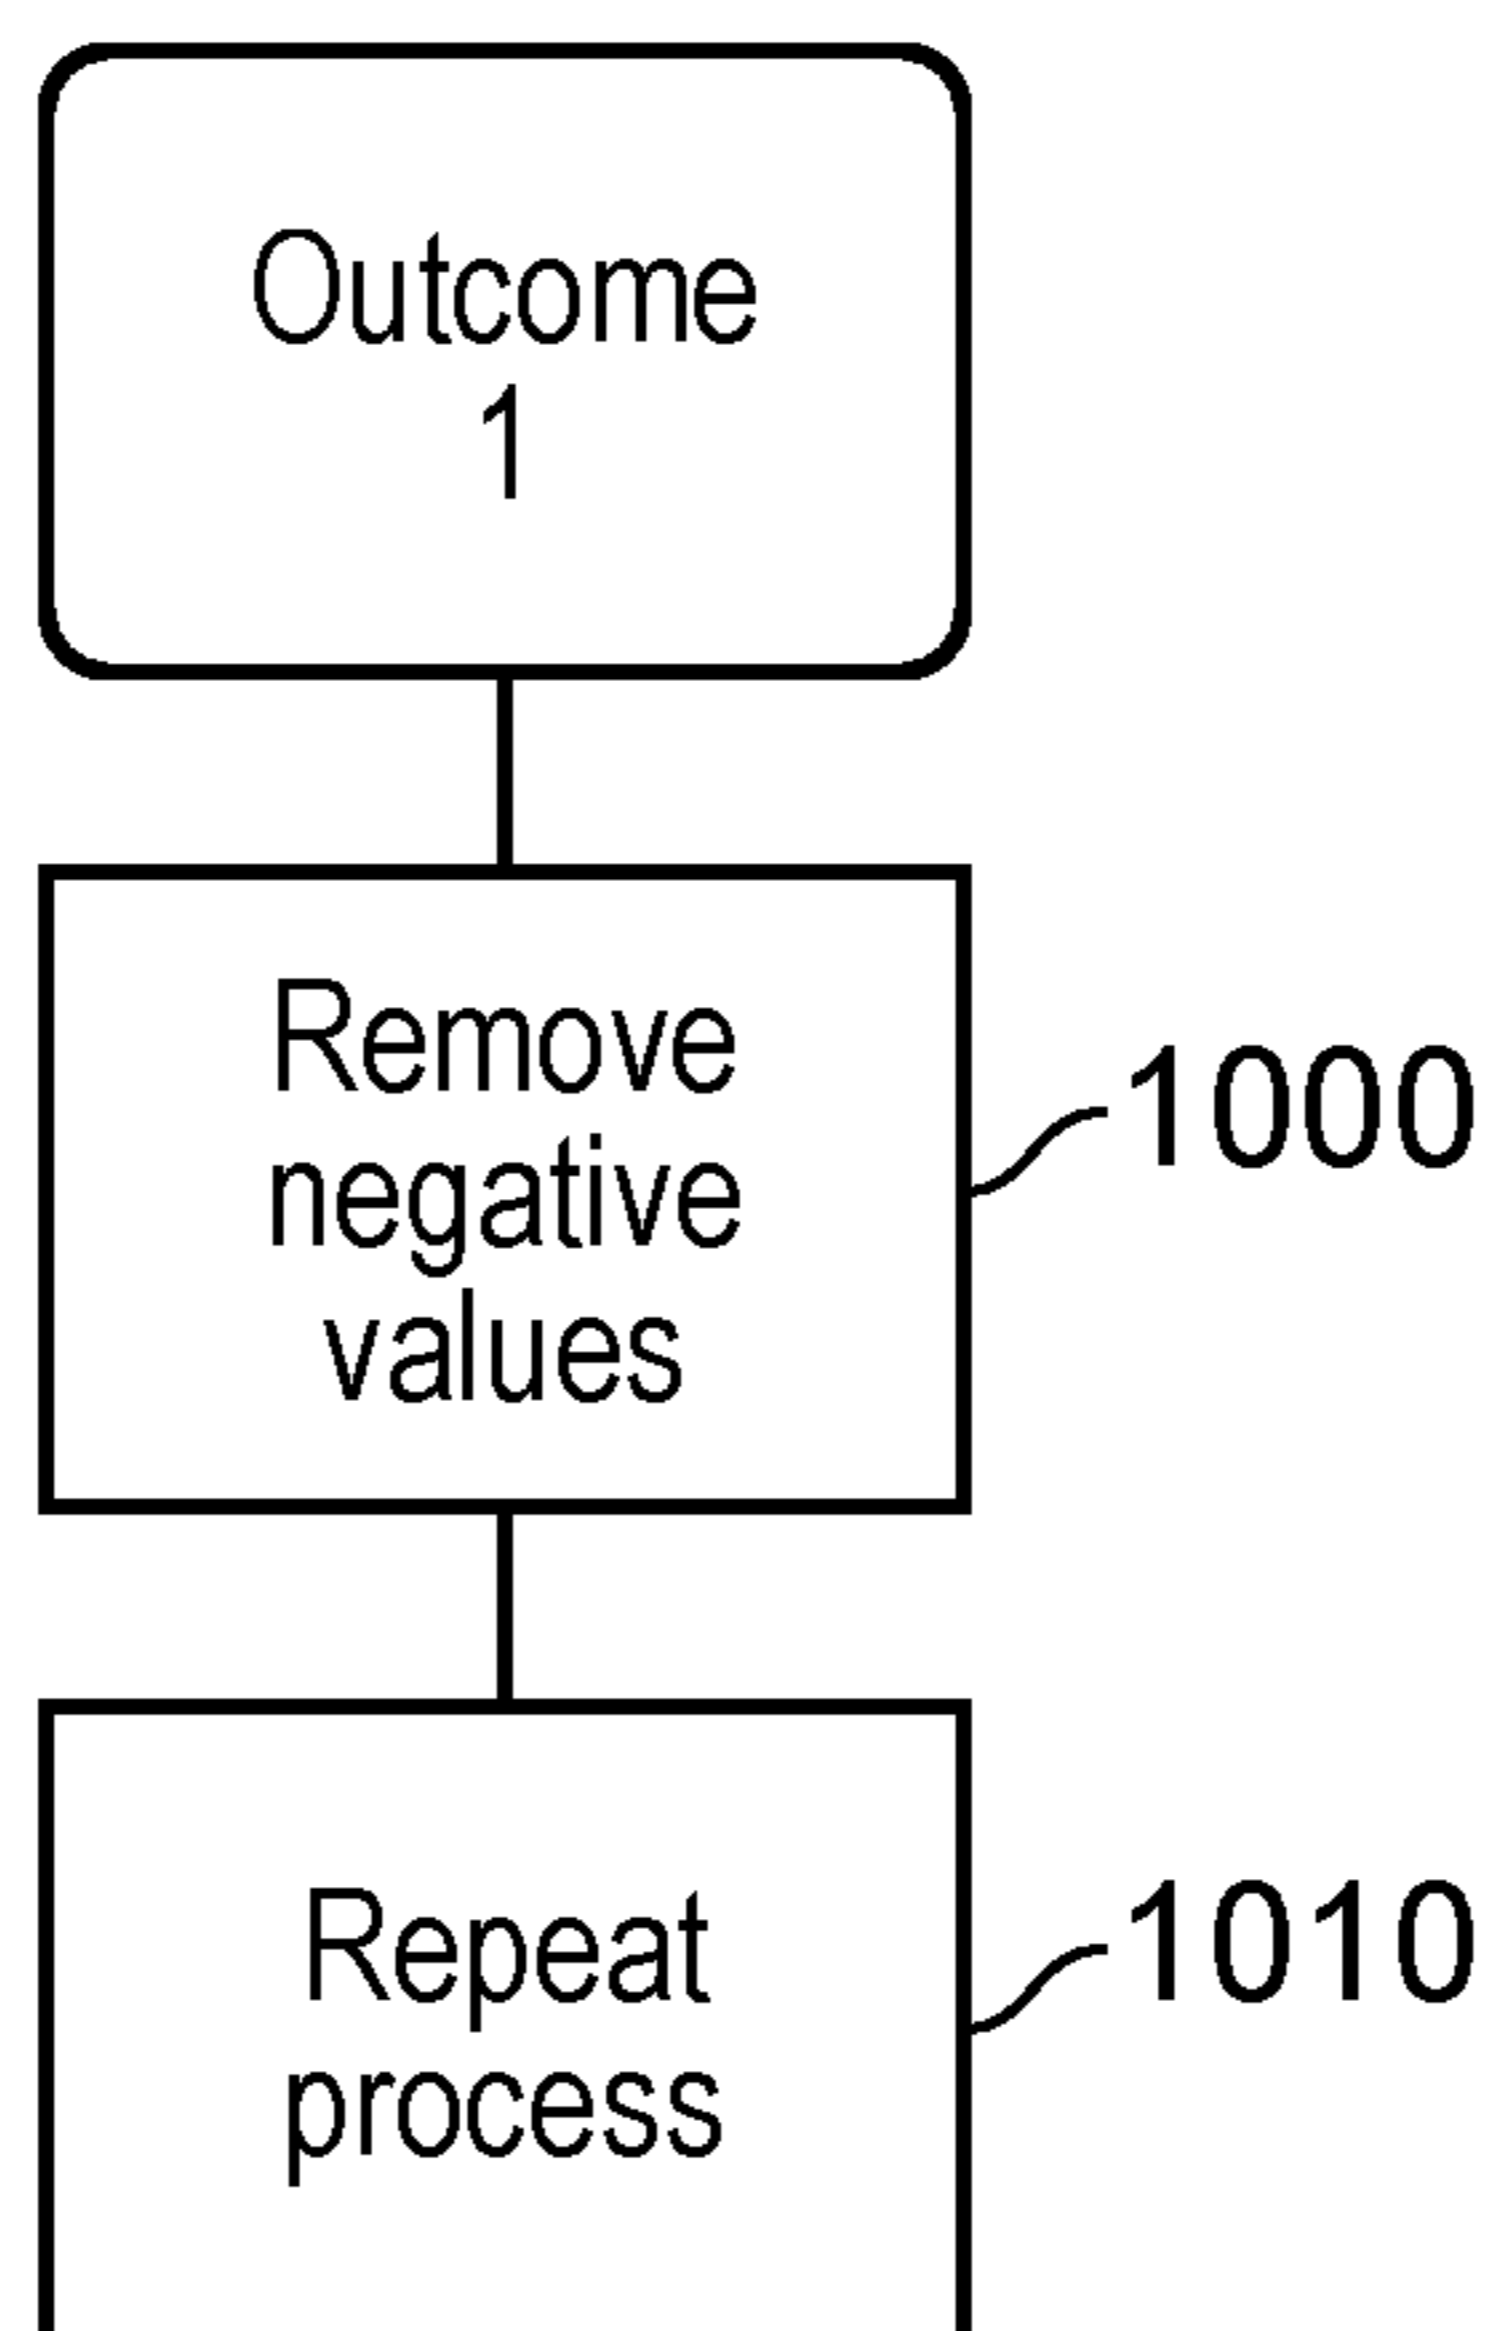 Outcome
1
Remove
negative
values
1000
Repeat
process
1010